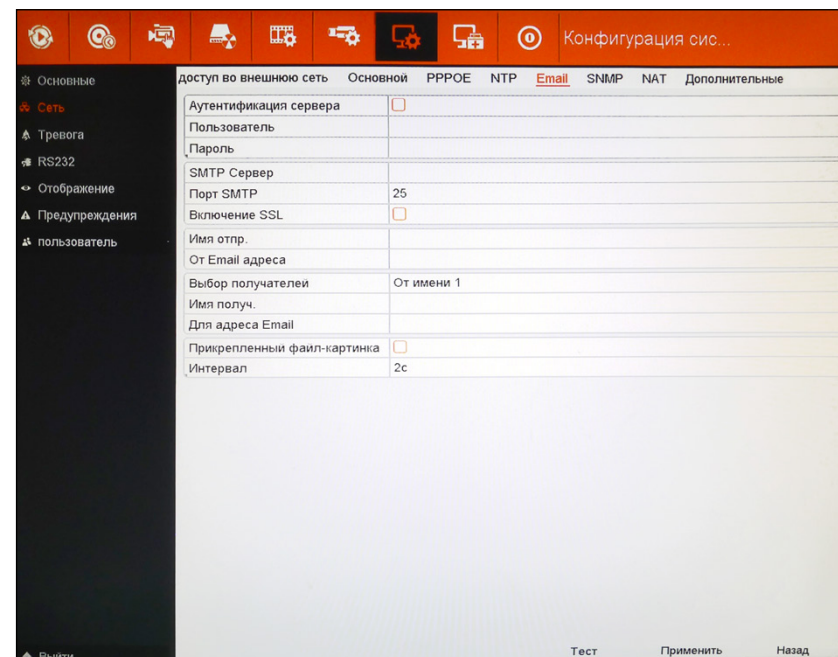 Конфигурация сис...
Основные
Сеть
Тревога
RS232
Отображение
Предупреждения
пользователь
Выйти
доступ во внешнюю сеть Основной PPPOE NTP Email SNMP NAT Дополнительные
Аутентификация сервера
Пользователь
Пароль
SMTP Сервер
Порт SMTP 25
Включение SSL
Имя отпр.
От Email адреса
Выбор получателей От имени 1
Имя получ.
Для адреса Email
Прикрепленный файл-картинка
Интервал 2с
Тест Применить Назад